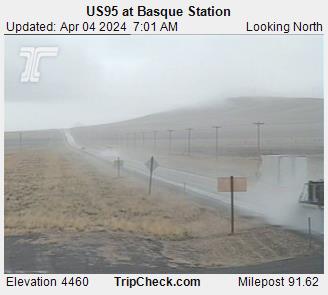 US95 at Basque Station
Updated: Apr 04 2024 7:01 AM Looking North
Elevation 4460 TripCheck.com Milepost 91.62